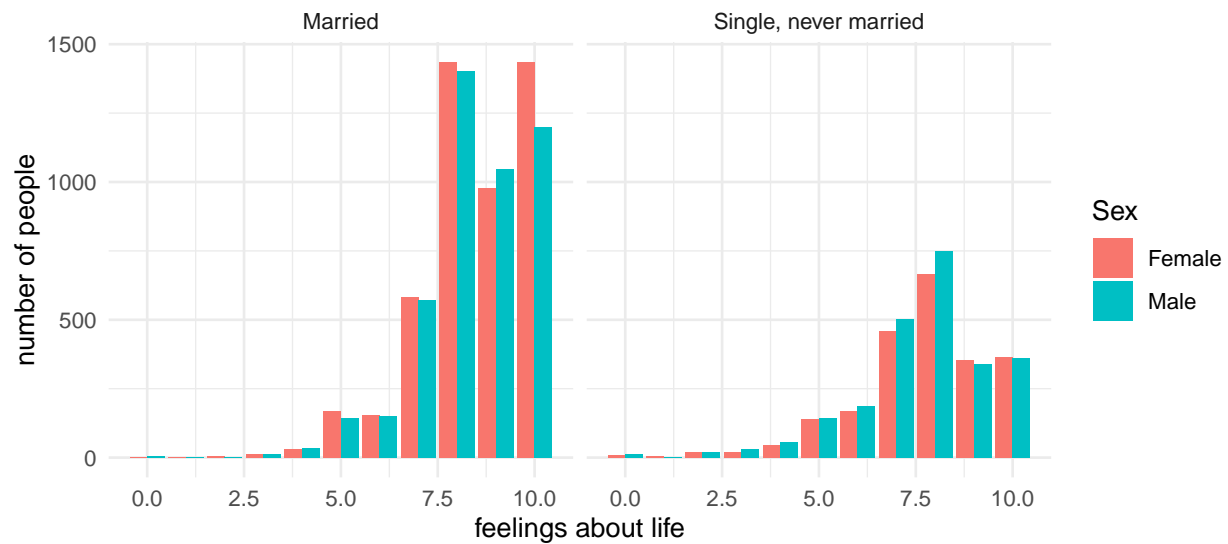 Married
Single, never married
1500
1000
500
0
number of people
0.0 2.5 5.0 7.5 10.0
0.0 2.5 5.0 7.5 10.0
feelings about life
Sex
Female
Male